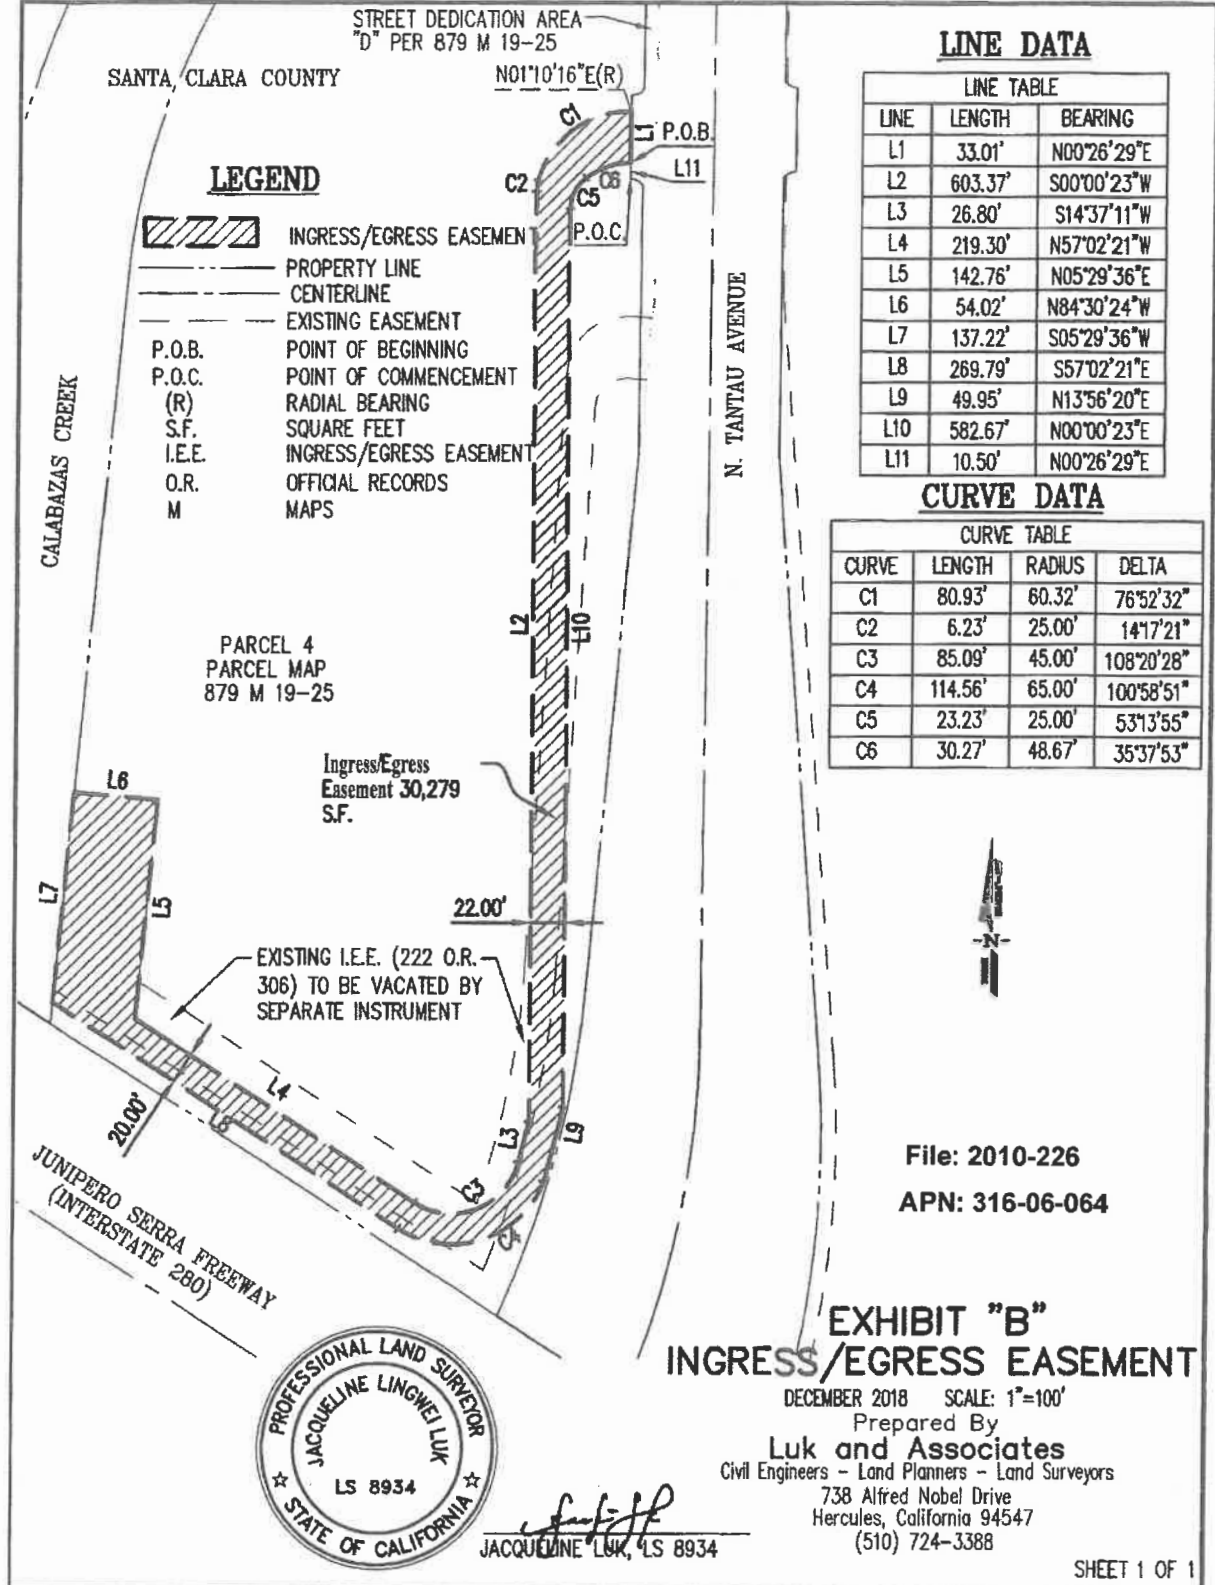 STREET DEDICATION AREA
"D" PER 879 M 19-25
SANTA CLARA COUNTY
N01°10'16"E(R)
C1
L1
P.O.B.
L11
C2
C5
C6
P.O.C.
LEGEND
INGRESS/EGRESS EASEMENT
PROPERTY LINE
CENTERLINE
EXISTING EASEMENT
P.O.B. POINT OF BEGINNING
P.O.C. POINT OF COMMENCEMENT
(R) RADIAL BEARING
S.F. SQUARE FEET
I.E.E. INGRESS/EGRESS EASEMENT
O.R. OFFICIAL RECORDS
M MAPS
CALABAZAS CREEK
N. TANTAU AVENUE
L2
L10
PARCEL 4
PARCEL MAP
879 M 19-25
Ingress/Egress
Easement 30,279
S.F.
L6
L7
L5
22.00'
EXISTING I.E.E. (222 O.R.
306) TO BE VACATED BY
SEPARATE INSTRUMENT
20.00'
L4
L8
L3
L9
C3
C4
JUNIPERO SERRA FREEWAY
(INTERSTATE 280)
LINE DATA
LINE TABLE
LINE LENGTH BEARING
L1 33.01' N00°26'29"E
L2 603.37' S00°00'23"W
L3 26.80' S14°37'11"W
L4 219.30' N57°02'21"W
L5 142.76' N05°29'36"E
L6 54.02' N84°30'24"W
L7 137.22' S05°29'36"W
L8 269.79' S57°02'21"E
L9 49.95' N13°56'20"E
L10 582.67' N00°00'23"E
L11 10.50' N00°26'29"E
CURVE DATA
CURVE TABLE
CURVE LENGTH RADIUS DELTA
C1 80.93' 60.32' 76°52'32"
C2 6.23' 25.00' 14°17'21"
C3 85.09' 45.00' 108°20'28"
C4 114.56' 65.00' 100°58'51"
C5 23.23' 25.00' 53°13'55"
C6 30.27' 48.67' 35°37'53"
-N-
File: 2010-226
APN: 316-06-064
EXHIBIT "B"
INGRESS/EGRESS EASEMENT
DECEMBER 2018 SCALE: 1"=100'
Prepared By
Luk and Associates
Civil Engineers - Land Planners - Land Surveyors
738 Alfred Nobel Drive
Hercules, California 94547
(510) 724-3388
PROFESSIONAL LAND SURVEYOR
JACQUELINE LINGWEI LUK
LS 8934
STATE OF CALIFORNIA
JACQUELINE LUK, LS 8934
SHEET 1 OF 1